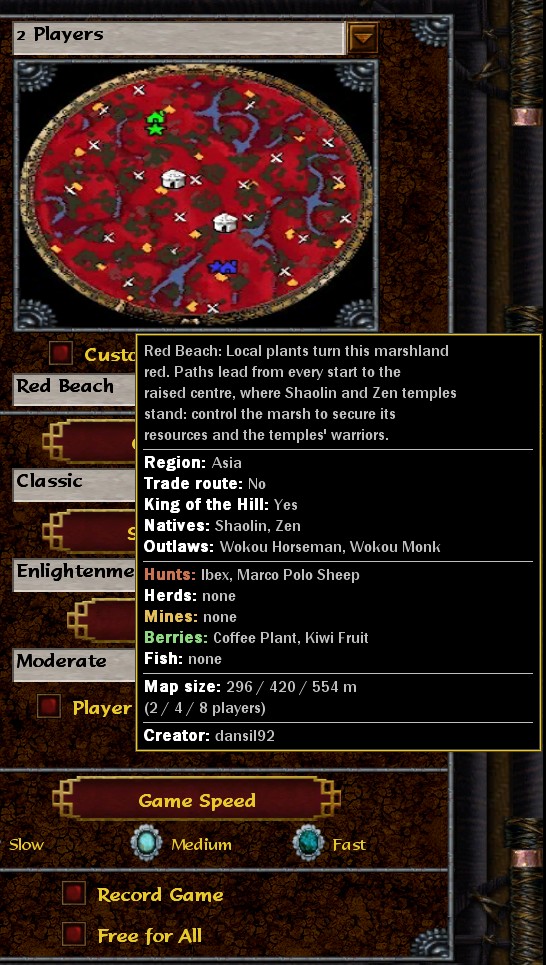 2 Players
Custo
Red Beach
Red Beach: Local plants turn this marshland
red. Paths lead from every start to the
raised centre, where Shaolin and Zen temples
stand: control the marsh to secure its
resources and the temples' warriors.
Region: Asia
Trade route: No
King of the Hill: Yes
Natives: Shaolin, Zen
Outlaws: Wokou Horseman, Wokou Monk
Hunts: Ibex, Marco Polo Sheep
Herds: none
Mines: none
Berries: Coffee Plant, Kiwi Fruit
Fish: none
Map size: 296 / 420 / 554 m
(2 / 4 / 8 players)
Creator: dansil92
Classic
S
Enlightenme
Moderate
Player
Game Speed
Slow
Medium
Fast
Record Game
Free for All